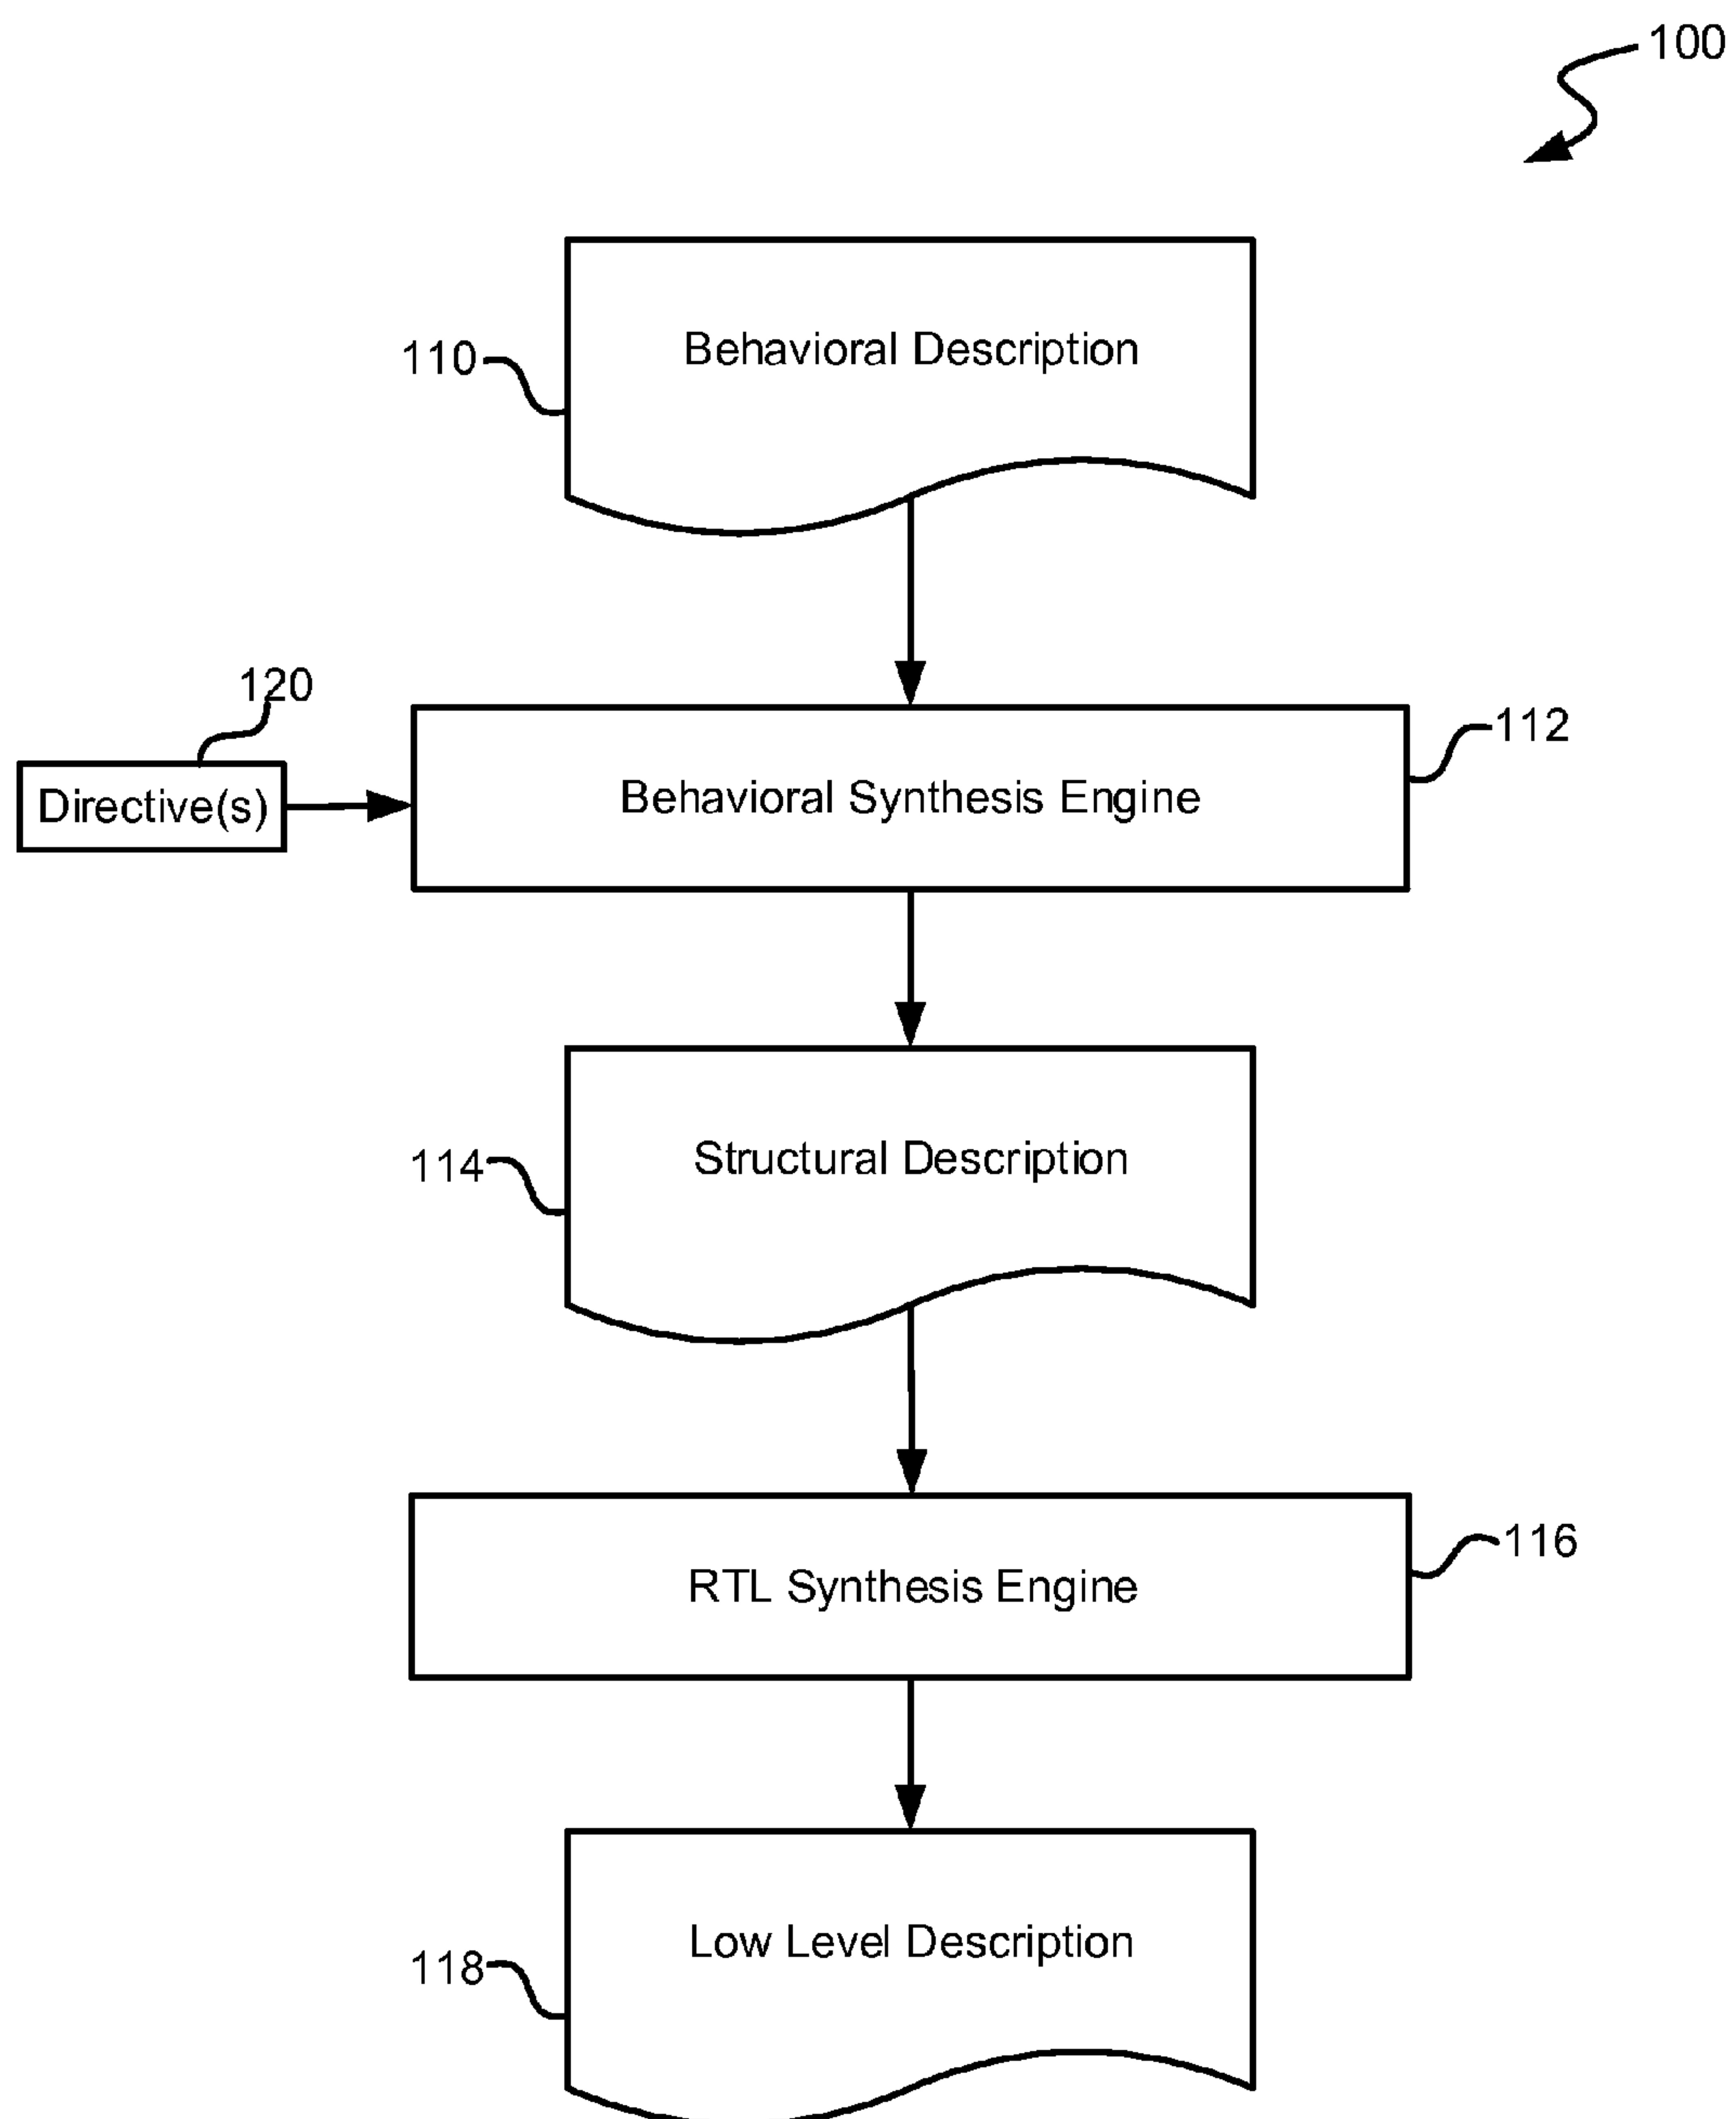 100
Behavioral Description
110
120
112
Directive(s)
Behavioral Synthesis Engine
Structural Description
114
116
RTL Synthesis Engine
Low Level Description
118